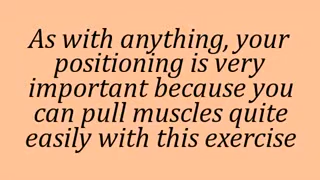 As with anything, your
positioning is very
important because you
can pull muscles quite
easily with this exercise